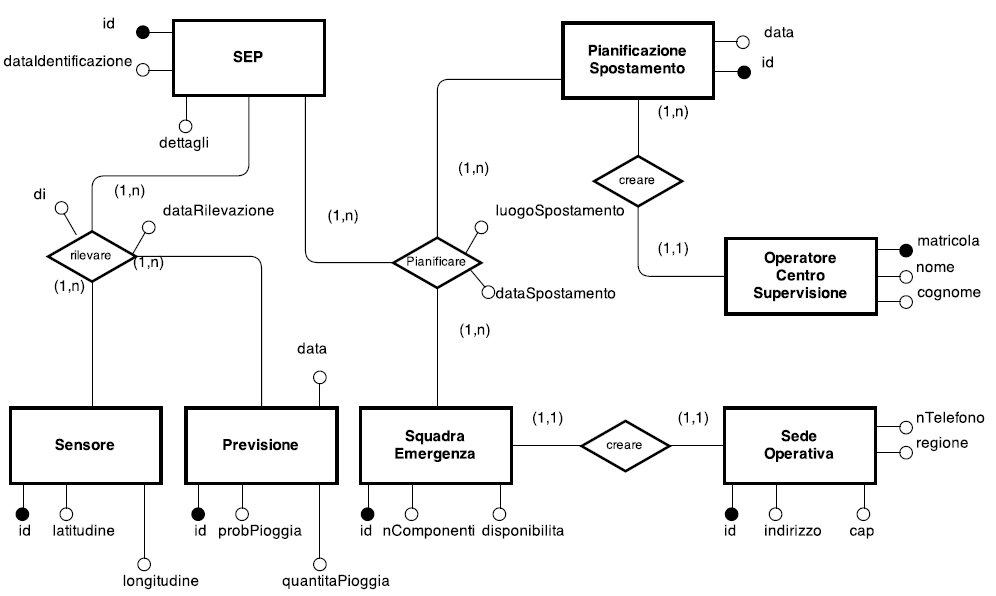 id
dataIdentificazione
SEP
dettagli
Pianificazione
Spostamento
data
id
(1,n)
creare
(1,n)
(1,n)
di
dataRilevazione
(1,n)
luogoSpostamento
rilevare
(1,n)
(1,n)
Pianificare
dataSpostamento
(1,1)
Operatore
Centro
Supervisione
matricola
nome
cognome
(1,n)
data
Sensore
Previsione
Squadra
Emergenza
(1,1)
creare
(1,1)
Sede
Operativa
nTelefono
regione
id
latitudine
longitudine
id
probPioggia
quantitaPioggia
id
nComponenti
disponibilita
id
indirizzo
cap